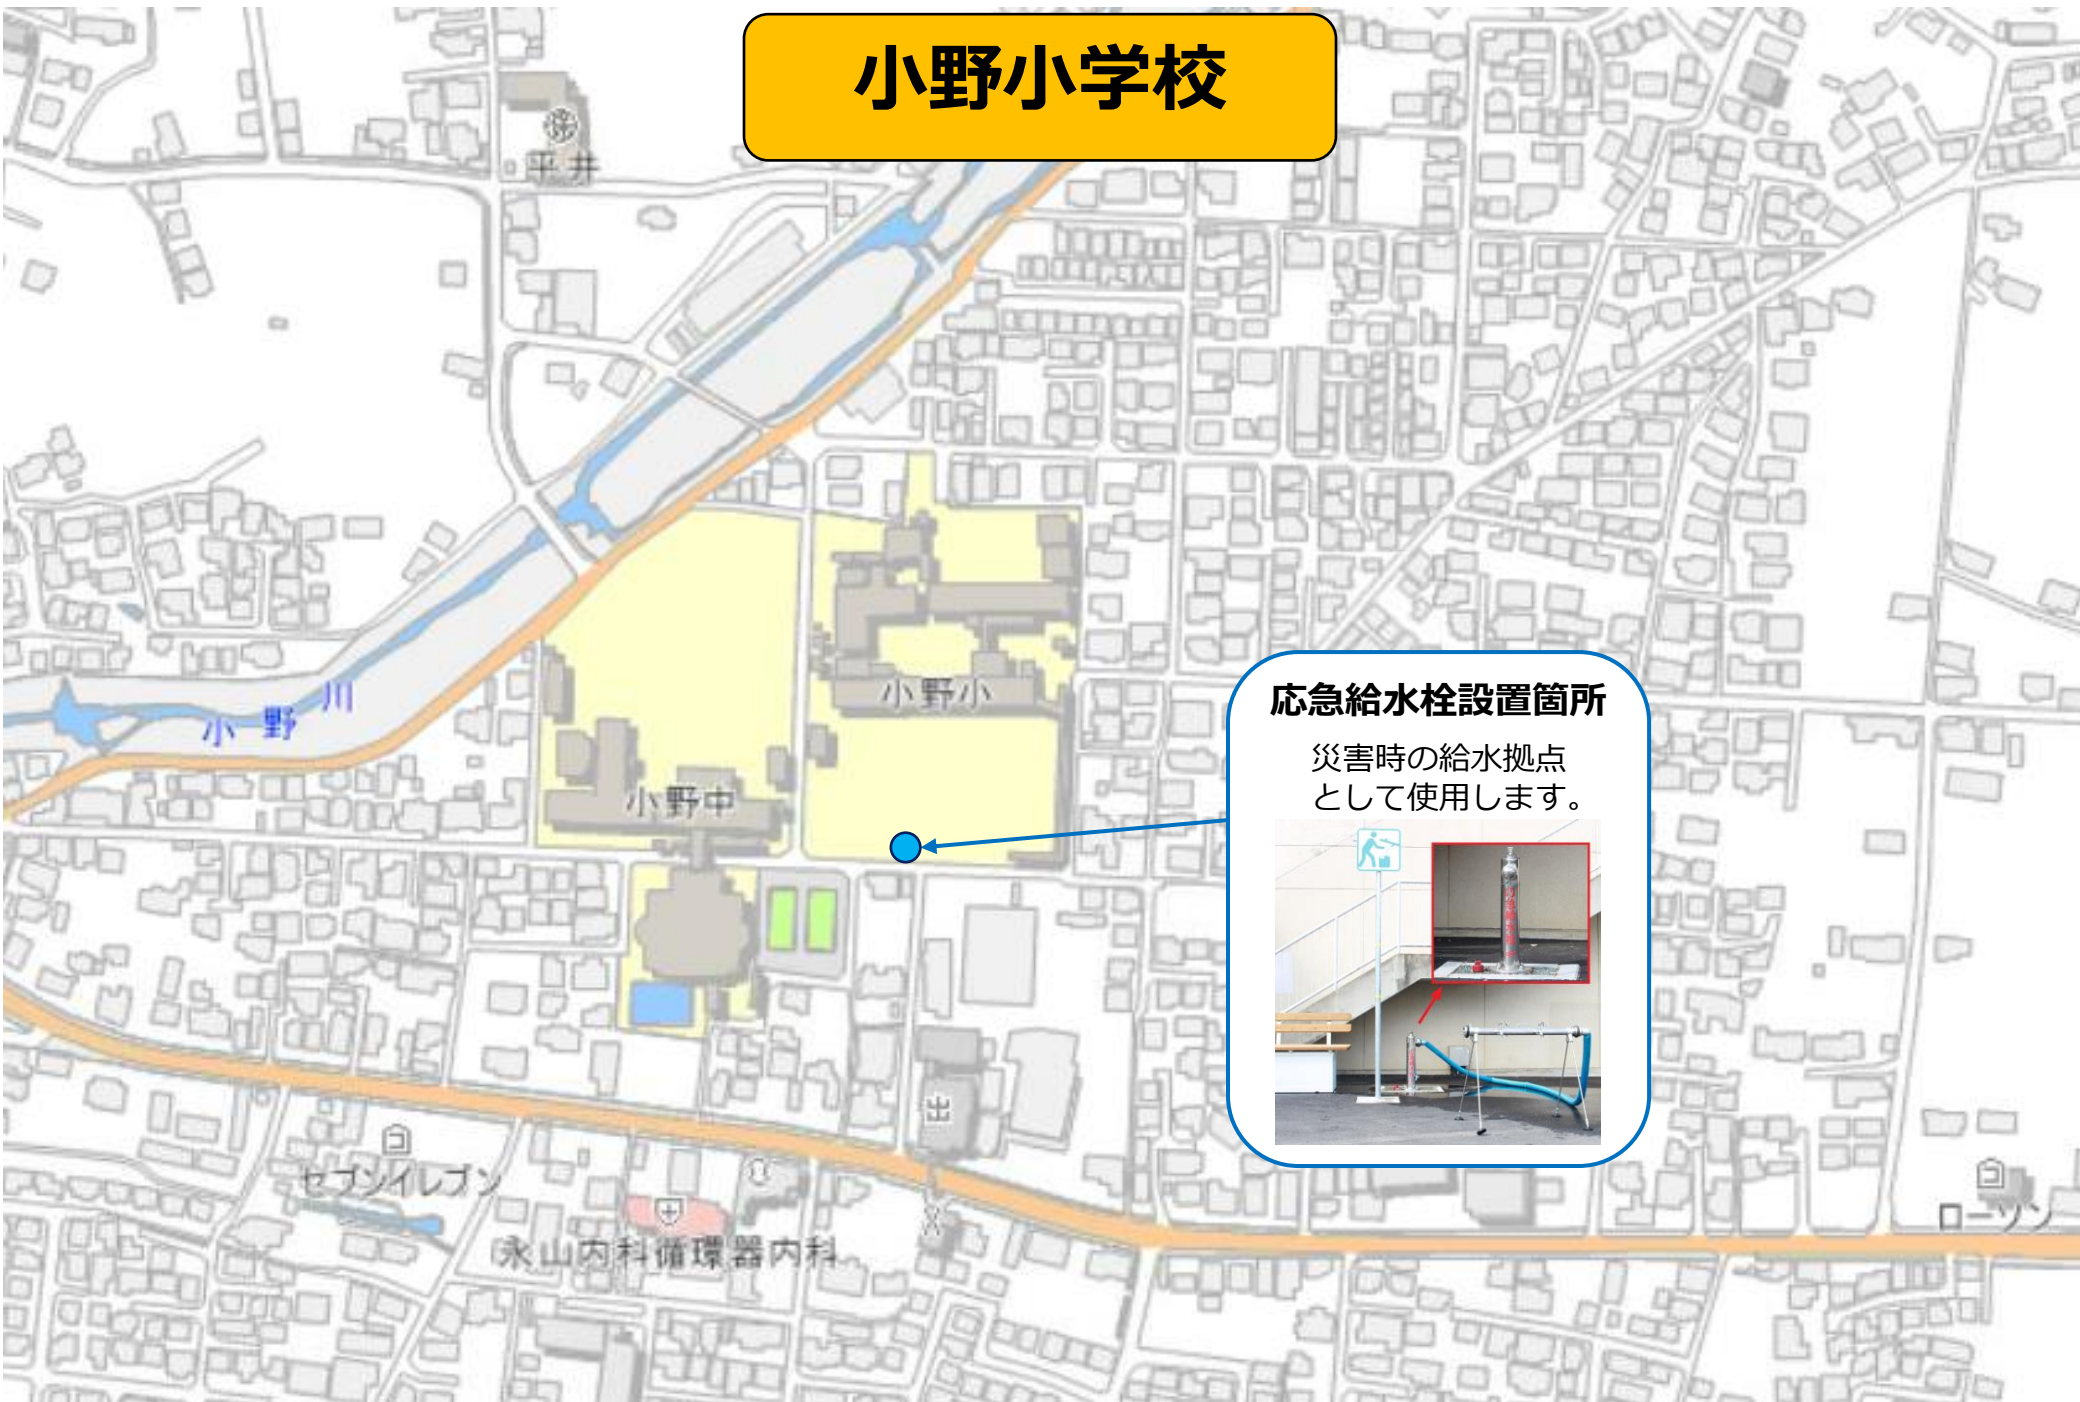 小野小学校
平井
小野小
応急給水栓設置箇所
災害時の給水拠点
として使用します。
小野川
小野中
出
セブンイレブン
永山内科循環器内科
ローソン